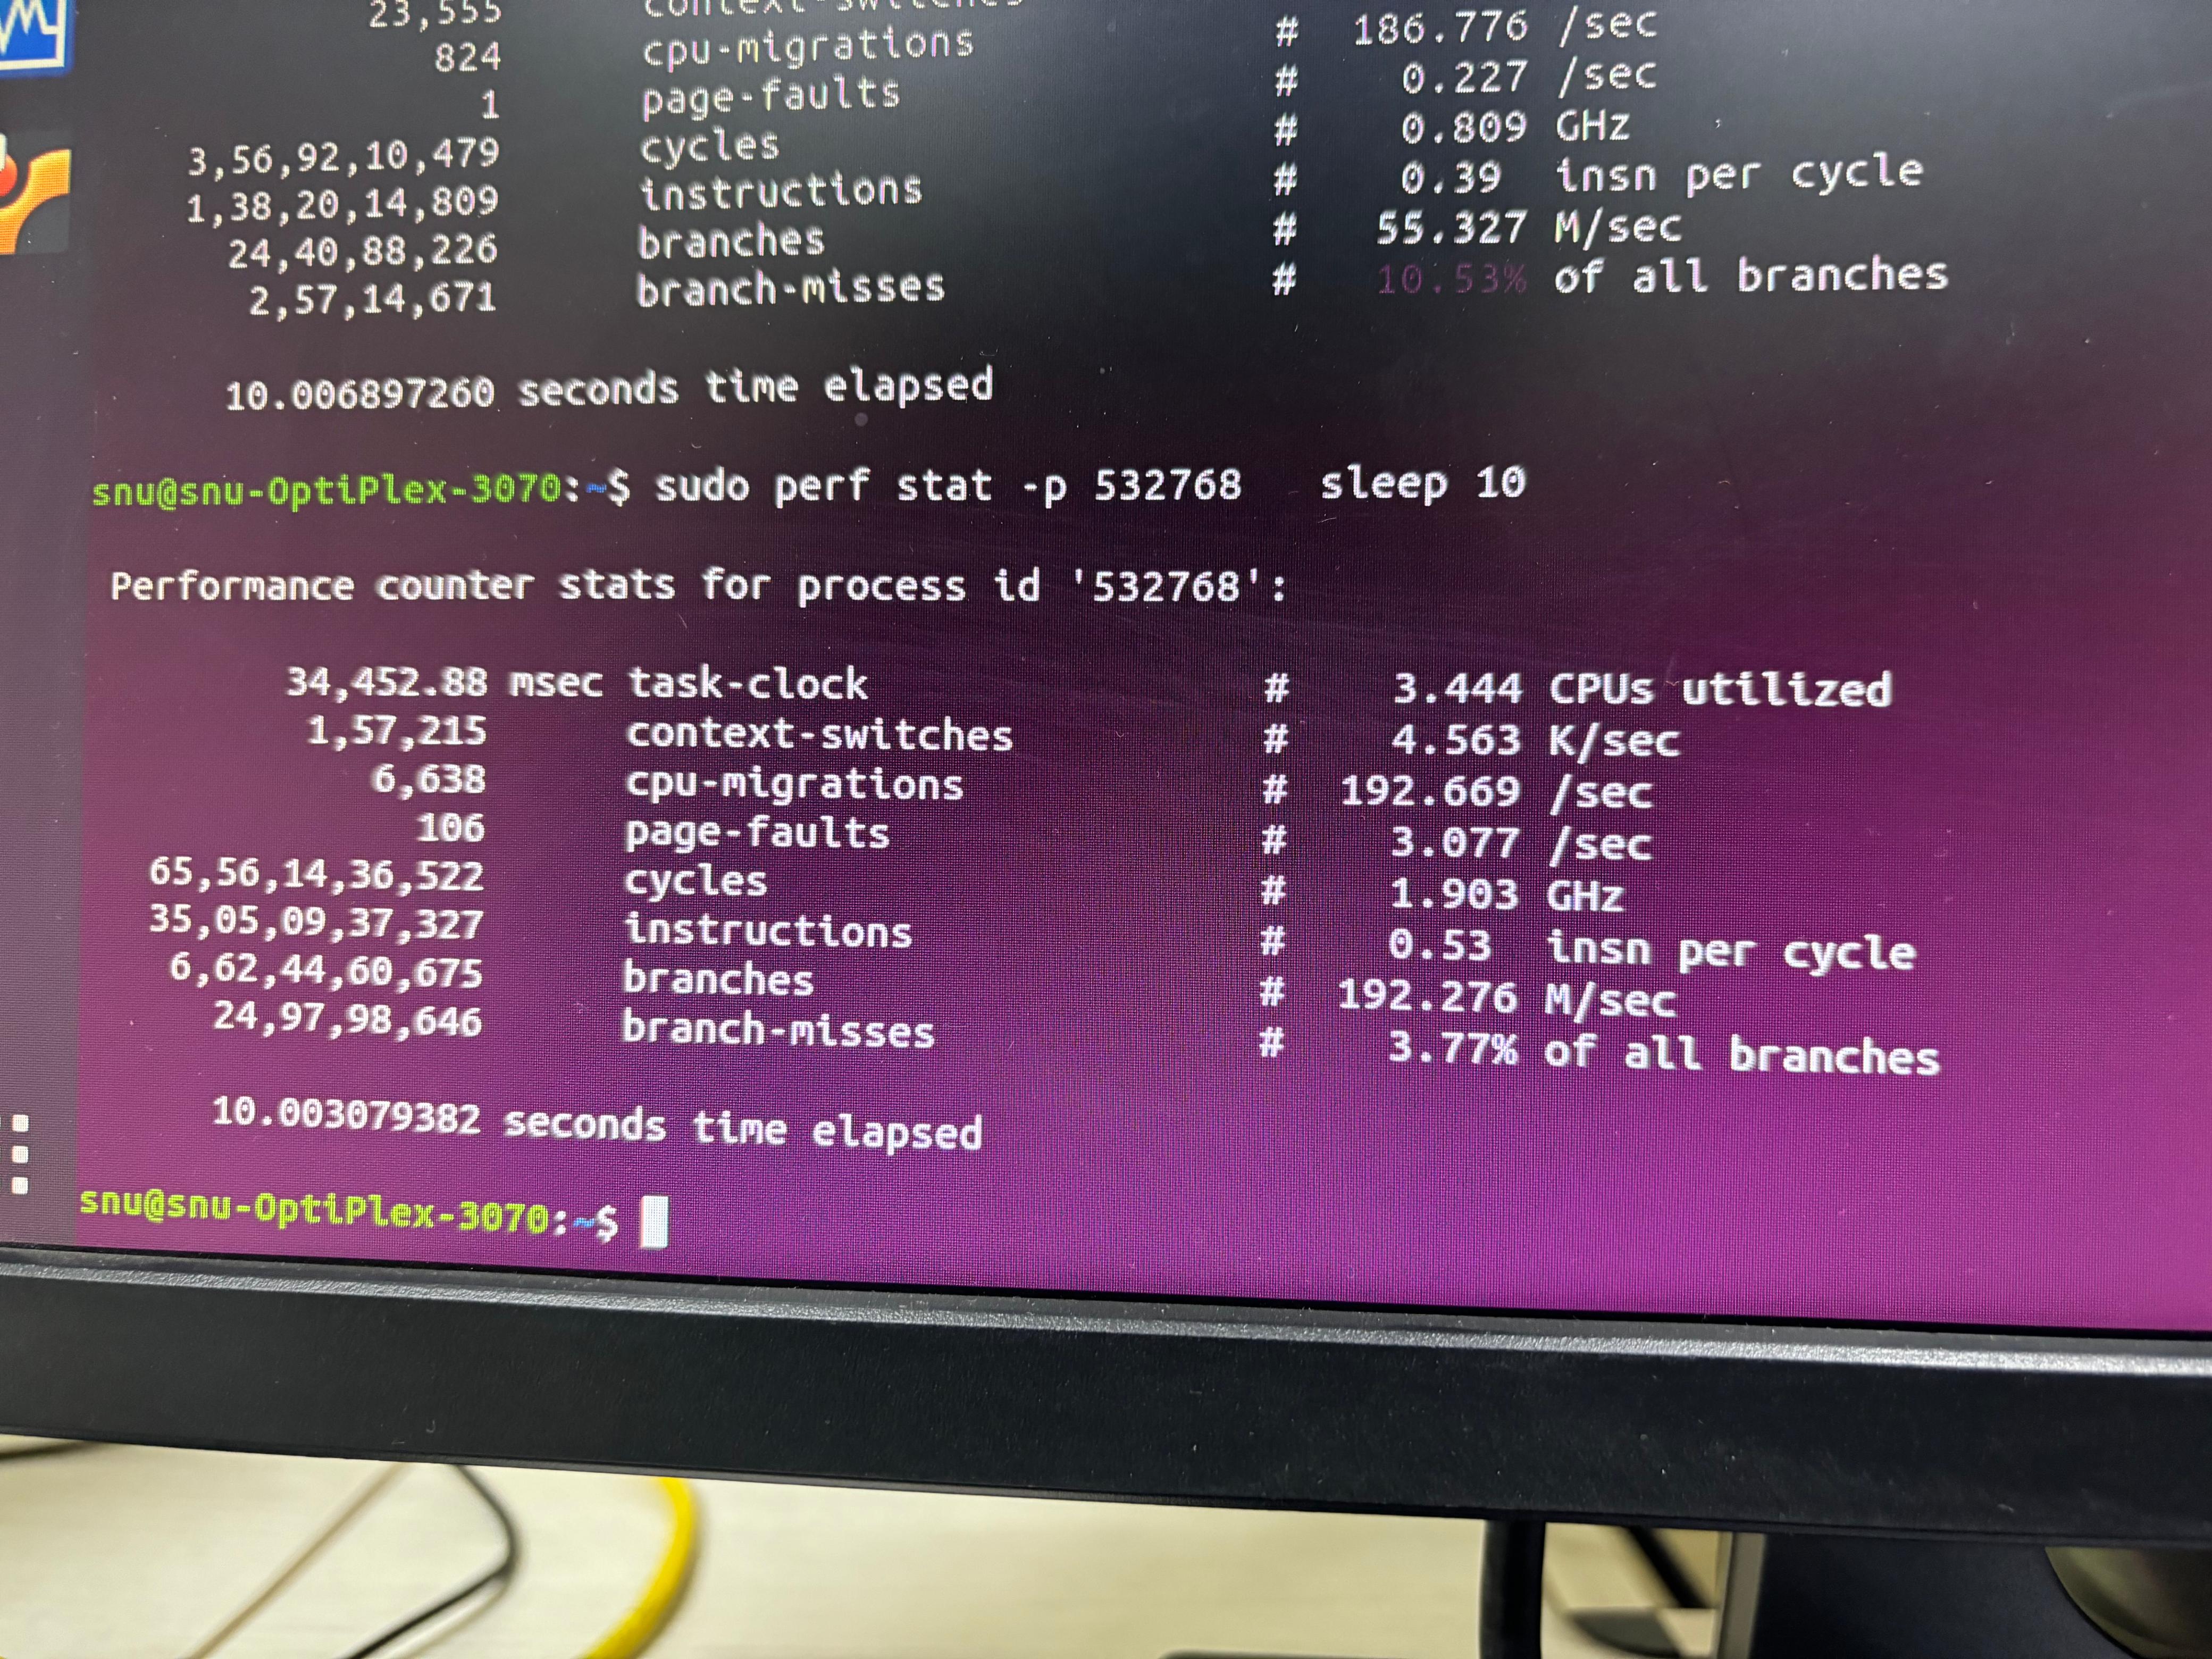 23,555 context-switches
824 cpu-migrations # 186.776 /sec
1 page-faults # 0.227 /sec
3,56,92,10,479 cycles # 0.809 GHz
1,38,20,14,809 instructions # 0.39 insn per cycle
24,40,88,226 branches # 55.327 M/sec
2,57,14,671 branch-misses # 10.53% of all branches
10.006897260 seconds time elapsed
snu@snu-OptiPlex-3070:~$ sudo perf stat -p 532768 sleep 10
Performance counter stats for process id '532768':
34,452.88 msec task-clock # 3.444 CPUs utilized
1,57,215 context-switches # 4.563 K/sec
6,638 cpu-migrations # 192.669 /sec
106 page-faults # 3.077 /sec
65,56,14,36,522 cycles # 1.903 GHz
35,05,09,37,327 instructions # 0.53 insn per cycle
6,62,44,60,675 branches # 192.276 M/sec
24,97,98,646 branch-misses # 3.77% of all branches
10.003079382 seconds time elapsed
snu@snu-OptiPlex-3070:~$